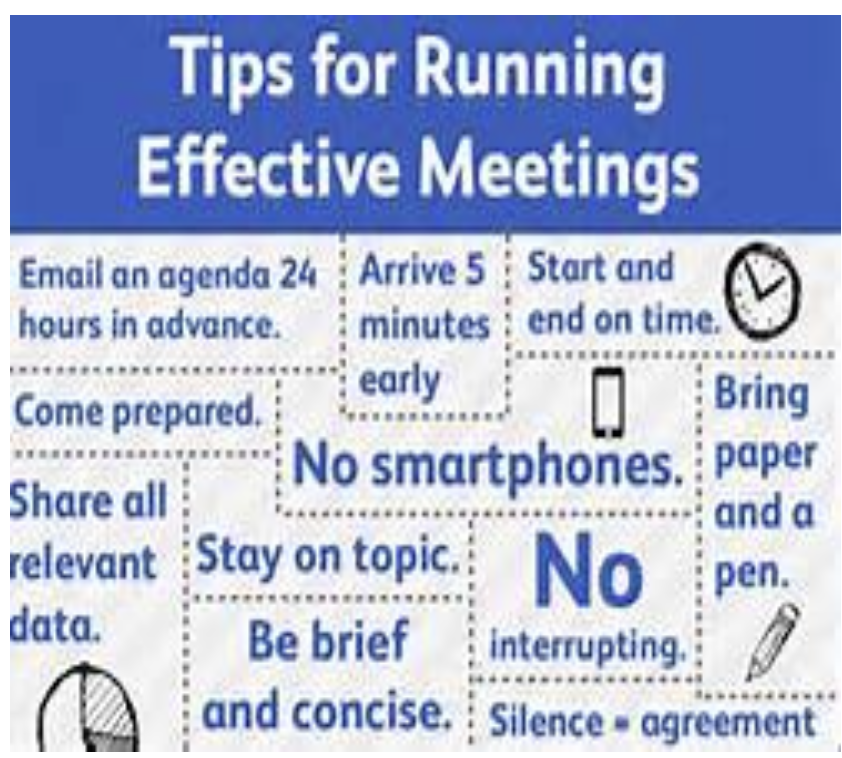 Tips for Running
Effective Meetings
Email an agenda 24
hours in advance.
Arrive 5
minutes
early
Start and
end on time.
Come prepared.
No smartphones.
Bring
paper
and a
pen.
Share all
relevant
data.
Stay on topic.
No
interrupting.
Be brief
and concise.
Silence = agreement